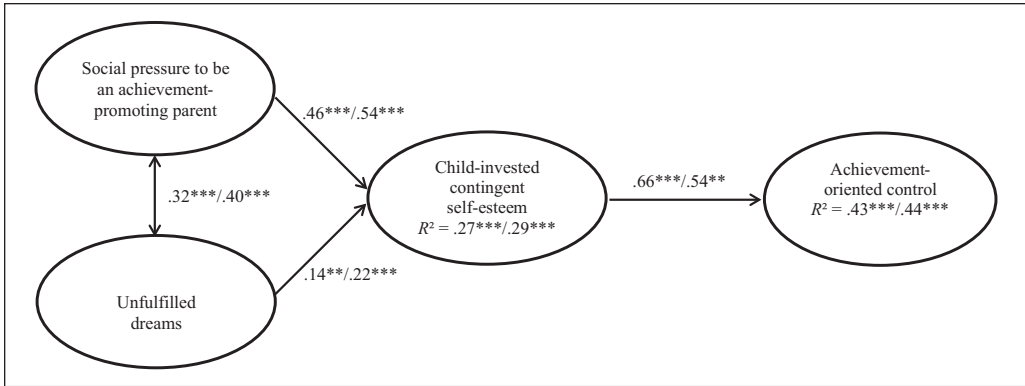 Social pressure to be
an achievement-
promoting parent
.46***/.54***
Child-invested
contingent
self-esteem
R² = .27***/.29***
.66***/.54**
Achievement-
oriented control
R² = .43***/.44***
.32***/.40***
.14**/.22***
Unfulfilled
dreams